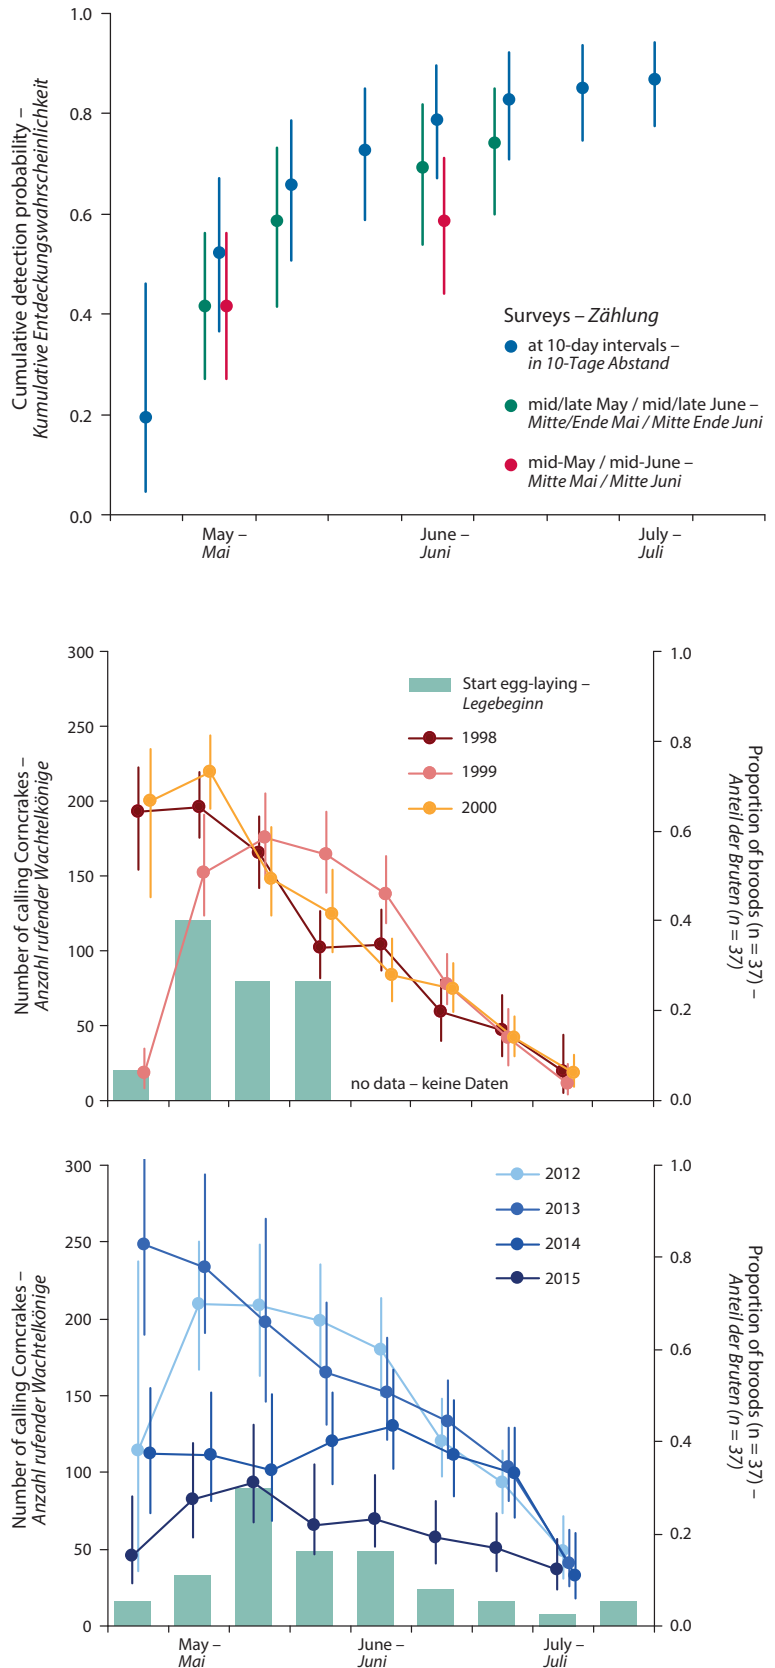 Cumulative detection probability –
Kumulative Entdeckungswahrscheinlichkeit
1.0
0.8
0.6
0.4
0.2
0.0
Surveys – Zählung
at 10-day intervals –
in 10-Tage Abstand
mid/late May / mid/late June –
Mitte/Ende Mai / Mitte Ende Juni
mid-May / mid-June –
Mitte Mai / Mitte Juni
May –
Mai
June –
Juni
July –
Juli
Number of calling Corncrakes –
Anzahl rufender Wachtelkönige
300
250
200
150
100
50
0
Start egg-laying –
Legebeginn
1998
1999
2000
no data – keine Daten
1.0
0.8
0.6
0.4
0.2
0.0
Proportion of broods (n = 37) –
Anteil der Bruten (n = 37)
Number of calling Corncrakes –
Anzahl rufender Wachtelkönige
300
250
200
150
100
50
0
2012
2013
2014
2015
1.0
0.8
0.6
0.4
0.2
0.0
Proportion of broods (n = 37) –
Anteil der Bruten (n = 37)
May –
Mai
June –
Juni
July –
Juli